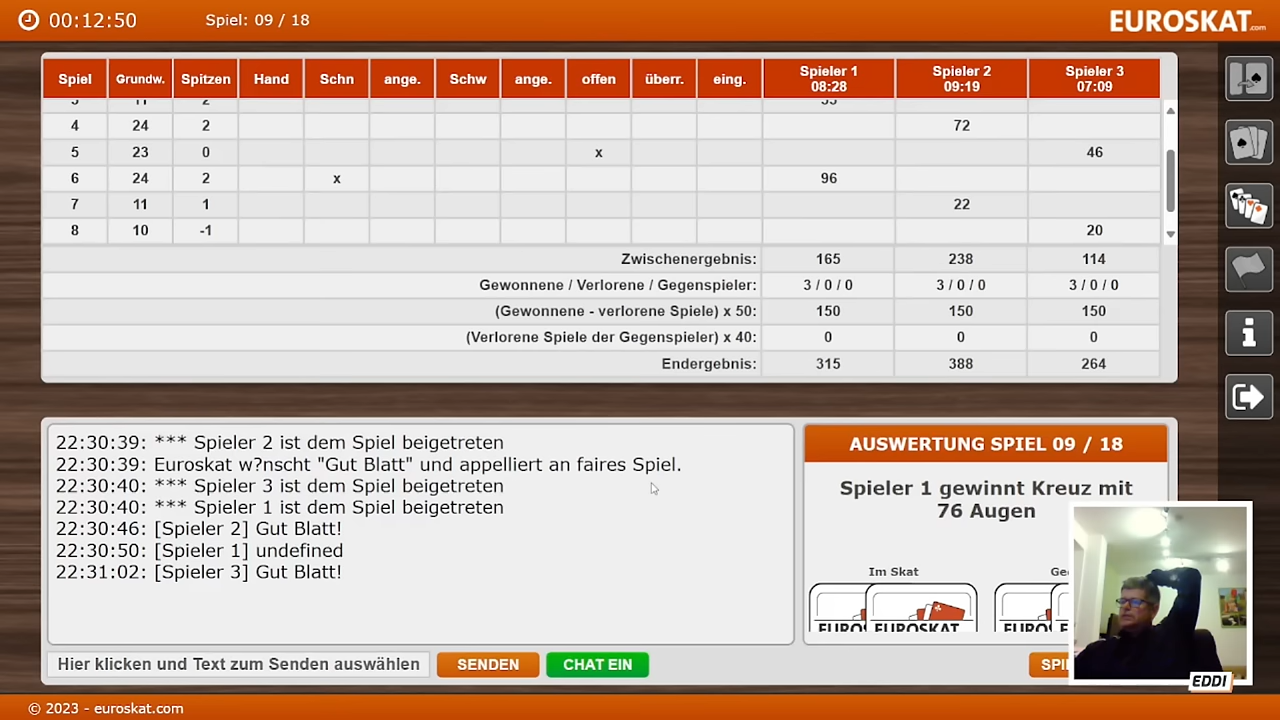 00:12:50 Spiel: 09 / 18 EUROSKAT.com
Spiel Grundw. Spitzen Hand Schn ange. Schw ange. offen überr. eing. Spieler 1 08:28 Spieler 2 09:19 Spieler 3 07:09
4 24 2 72
5 23 0 x 46
6 24 2 x 96
7 11 1 22
8 10 -1 20
Zwischenergebnis: 165 238 114
Gewonnene / Verlorene / Gegenspieler: 3 / 0 / 0 3 / 0 / 0 3 / 0 / 0
(Gewonnene - verlorene Spiele) x 50: 150 150 150
(Verlorene Spiele der Gegenspieler) x 40: 0 0 0
Endergebnis: 315 388 264
22:30:39: *** Spieler 2 ist dem Spiel beigetreten
22:30:39: Euroskat w?nscht "Gut Blatt" und appelliert an faires Spiel.
22:30:40: *** Spieler 3 ist dem Spiel beigetreten
22:30:40: *** Spieler 1 ist dem Spiel beigetreten
22:30:46: [Spieler 2] Gut Blatt!
22:30:50: [Spieler 1] undefined
22:31:02: [Spieler 3] Gut Blatt!
Hier klicken und Text zum Senden auswählen SENDEN CHAT EIN
AUSWERTUNG SPIEL 09 / 18
Spieler 1 gewinnt Kreuz mit
76 Augen
Im Skat
EUROSKAT
EDDI
© 2023 - euroskat.com